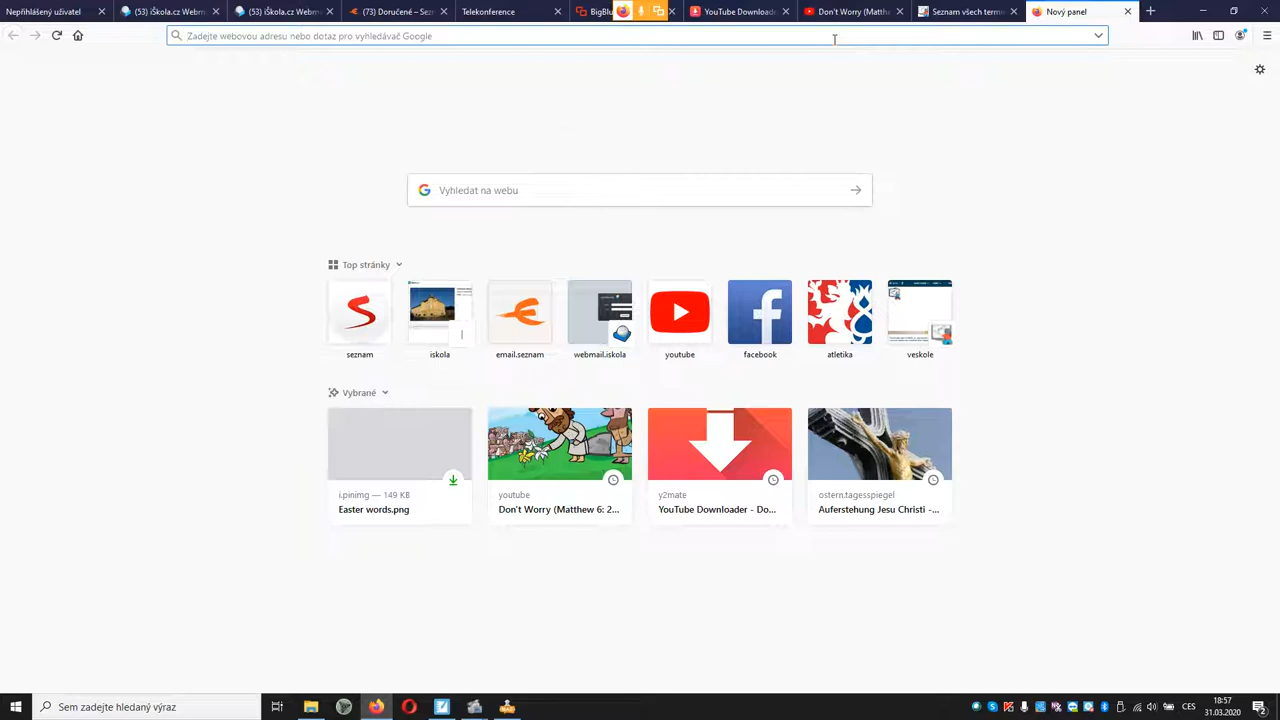 Nepřihlášený uživatel
(53) iŠkola.cz Webm
(53) iŠkola.cz Webm
(73) Doručené – Sezn
Telekonference
BigBlu
YouTube Downloade
Don't Worry (Matthe
Seznam všech terme
Nový panel
Zadejte webovou adresu nebo dotaz pro vyhledávač Google
Vyhledat na webu
Top stránky
seznam
iskola
email.seznam
webmail.iskola
youtube
facebook
atletika
veskole
Vybrané
i.pinimg — 149 KB
Easter words.png
youtube
Don't Worry (Matthew 6: 2...
y2mate
YouTube Downloader - Do...
ostern.tagesspiegel
Auferstehung Jesu Christi -...
Sem zadejte hledaný výraz
CES
18:57
31.03.2020
2